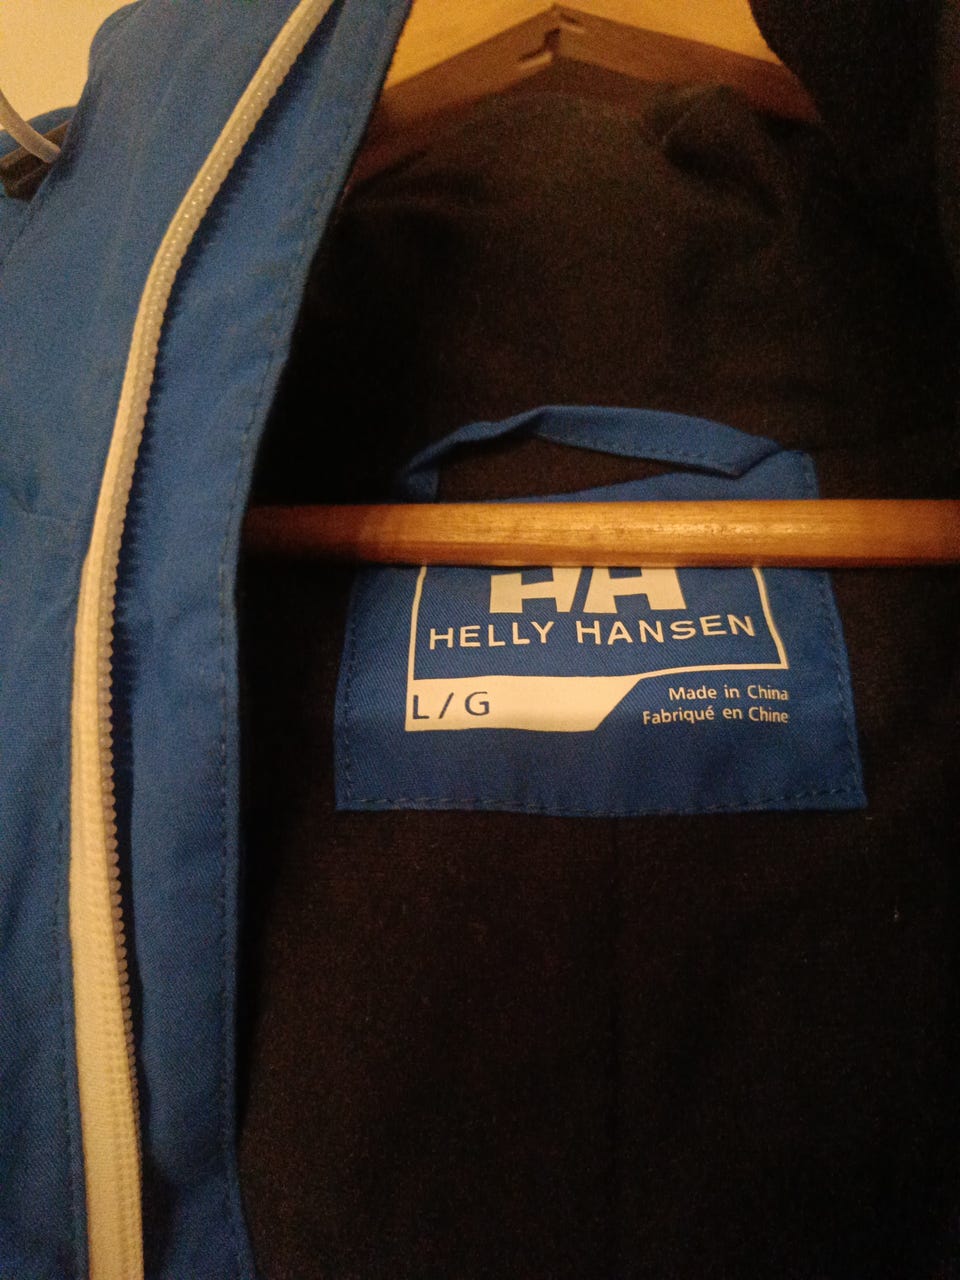 HH
HELLY HANSEN
L / G
Made in China
Fabriqué en Chine